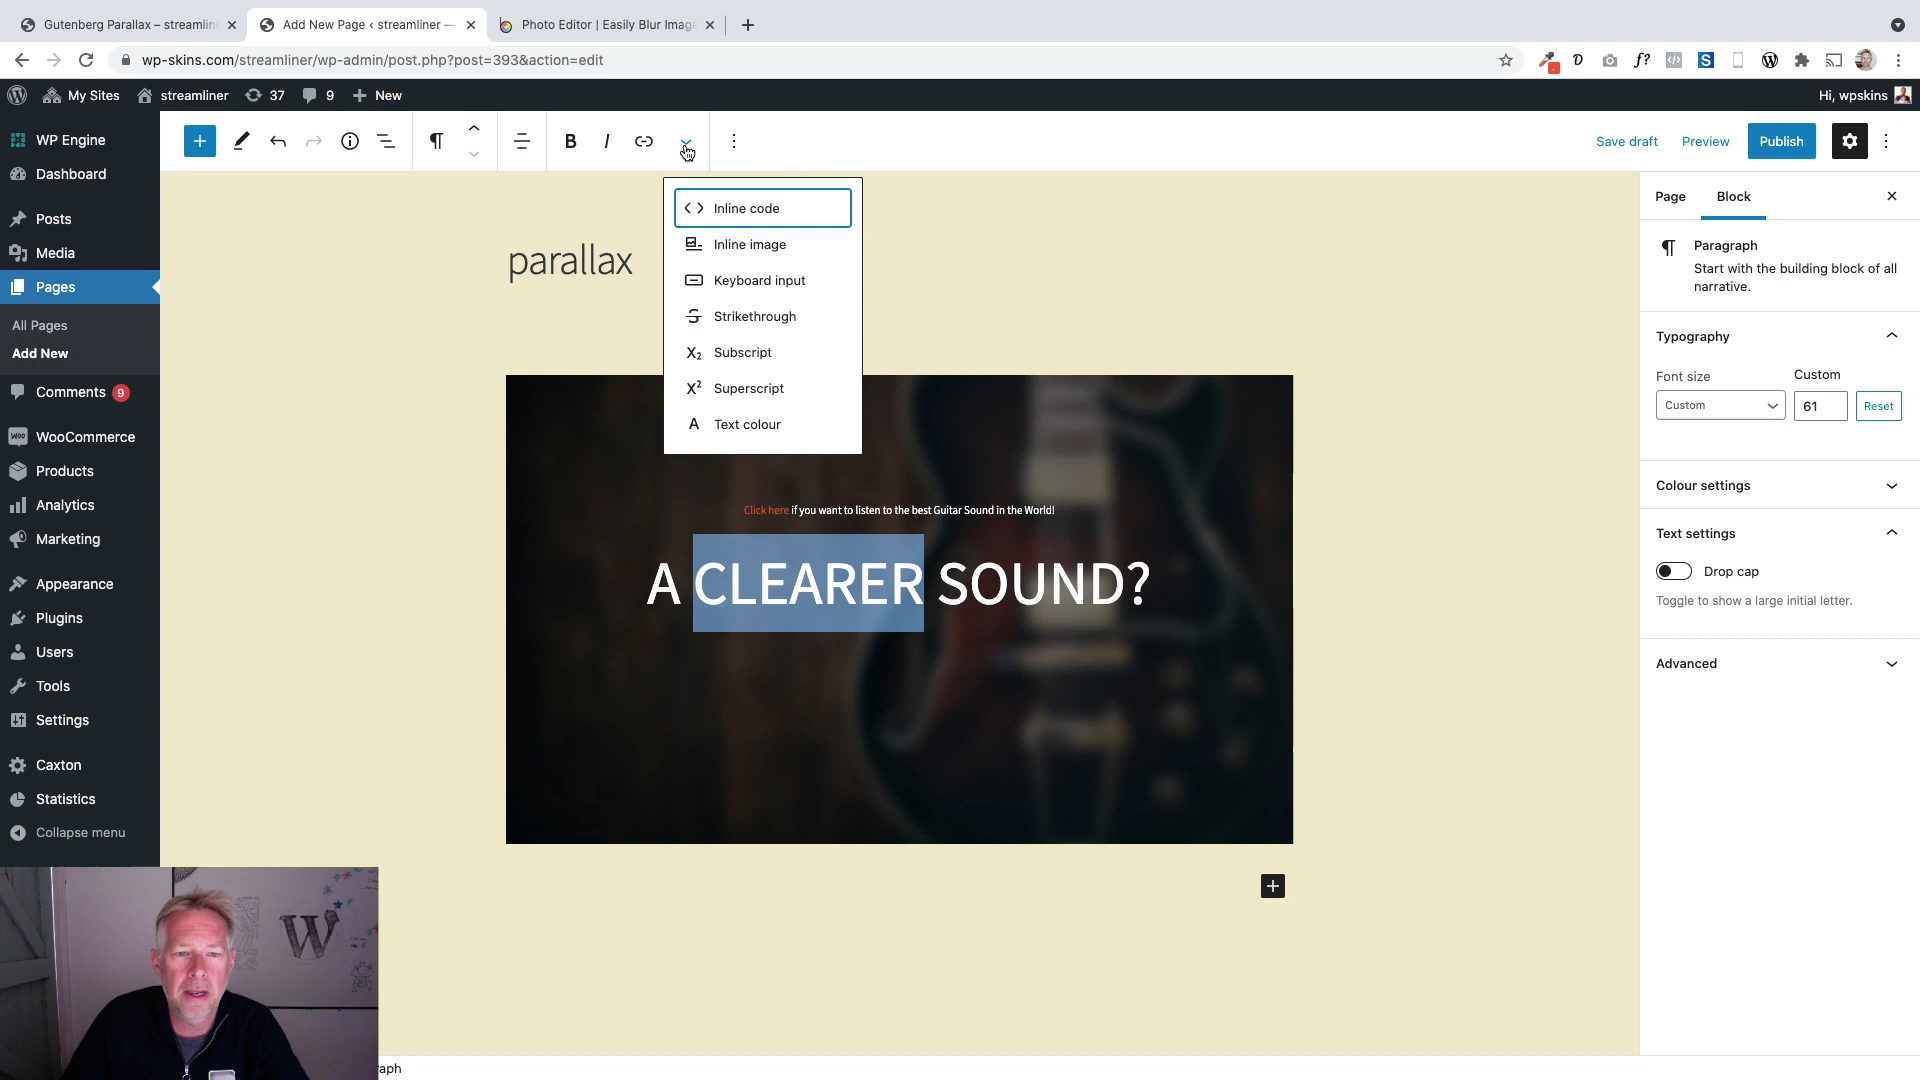 Gutenberg Parallax – streamlin
Add New Page ‹ streamliner —
Photo Editor | Easily Blur Image
wp-skins.com/streamliner/wp-admin/post.php?post=393&action=edit
My Sites
streamliner
37
9
New
Hi, wpskins
WP Engine
Dashboard
Posts
Media
Pages
All Pages
Add New
Comments 9
WooCommerce
Products
Analytics
Marketing
Appearance
Plugins
Users
Tools
Settings
Caxton
Statistics
Collapse menu
Save draft
Preview
Publish
Inline code
Inline image
Keyboard input
Strikethrough
Subscript
Superscript
Text colour
parallax
Click here if you want to listen to the best Guitar Sound in the World!
A CLEARER SOUND?
Page
Block
Paragraph
Start with the building block of all
narrative.
Typography
Font size
Custom
Custom
61
Reset
Colour settings
Text settings
Drop cap
Toggle to show a large initial letter.
Advanced
raph